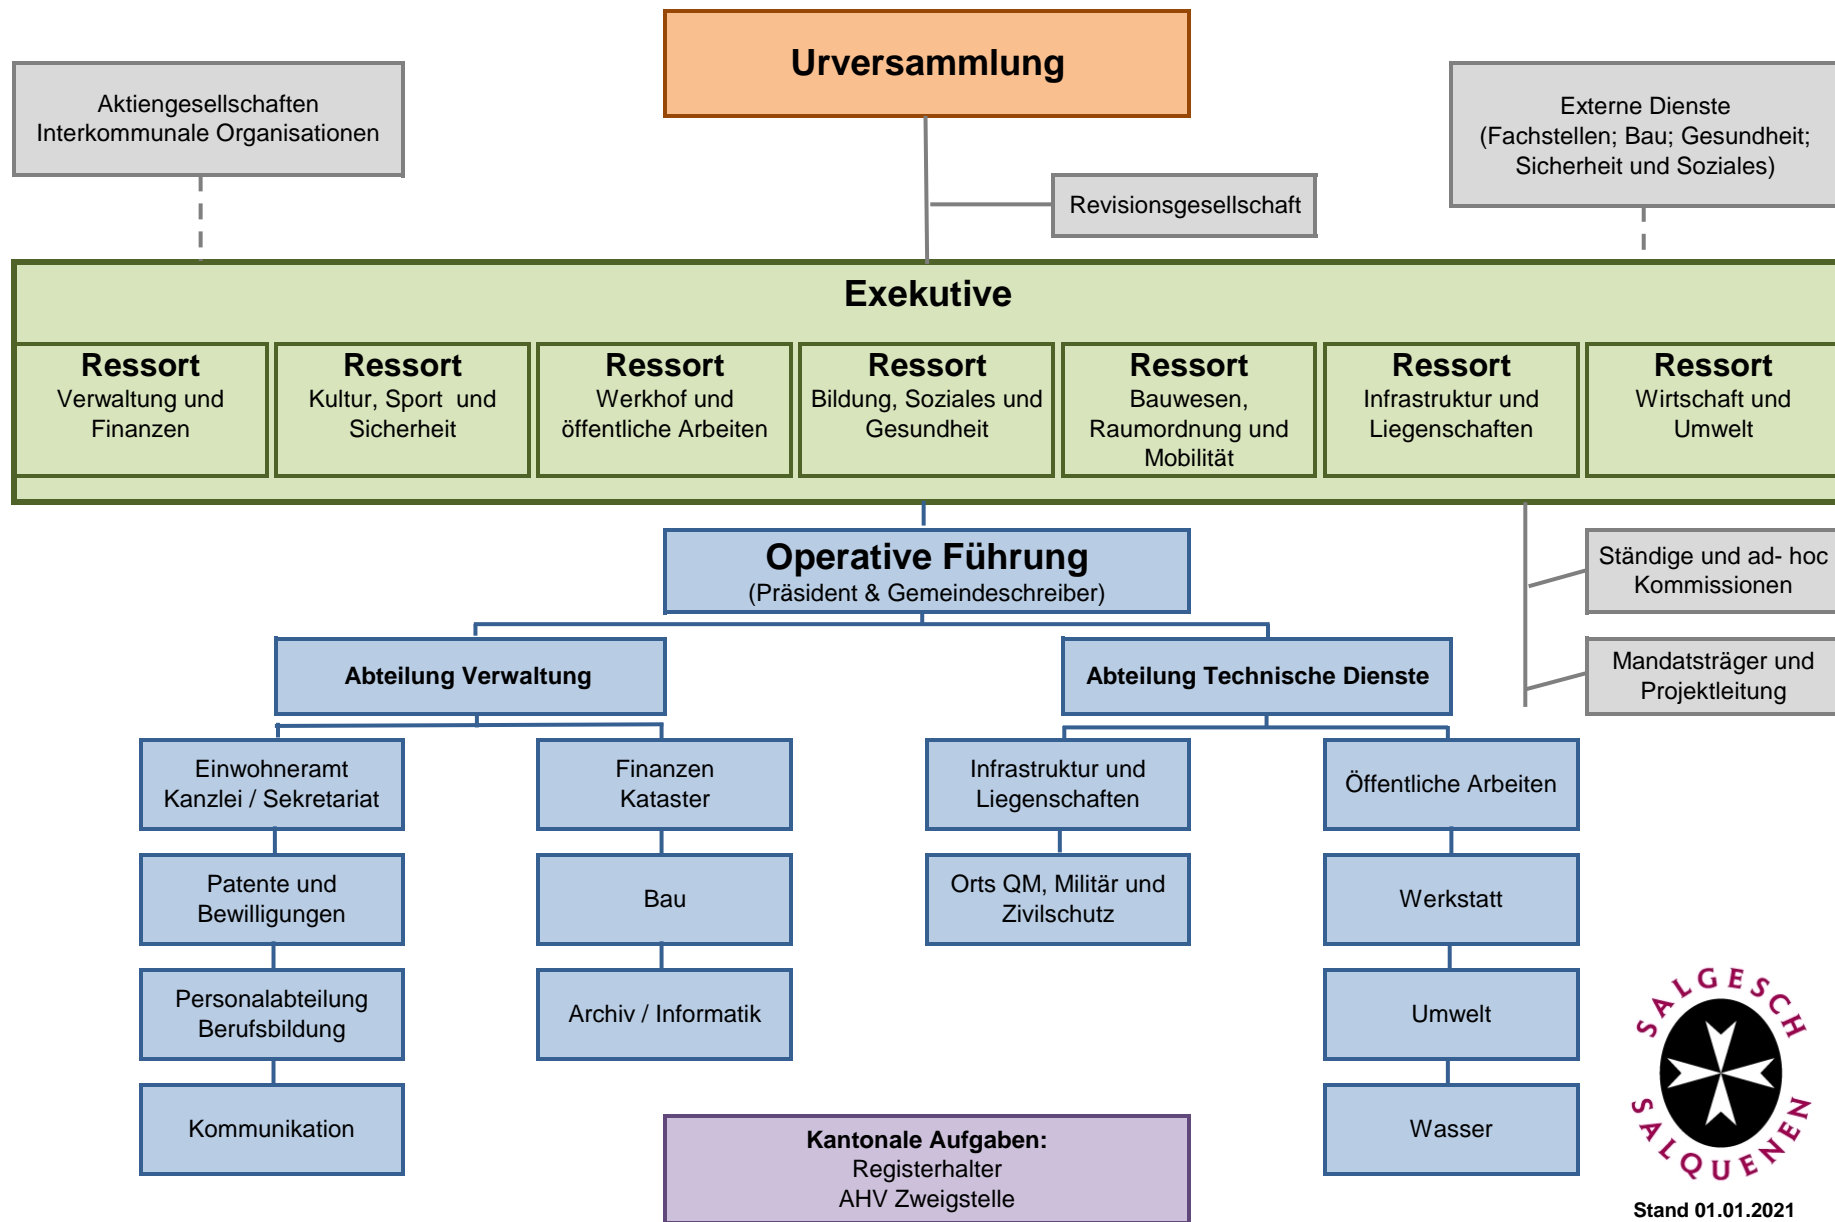 Urversammlung
Aktiengesellschaften
Interkommunale Organisationen
Externe Dienste
(Fachstellen; Bau; Gesundheit;
Sicherheit und Soziales)
Revisionsgesellschaft
Exekutive
Ressort
Verwaltung und
Finanzen
Ressort
Kultur, Sport und
Sicherheit
Ressort
Werkhof und
öffentliche Arbeiten
Ressort
Bildung, Soziales und
Gesundheit
Ressort
Bauwesen,
Raumordnung und
Mobilität
Ressort
Infrastruktur und
Liegenschaften
Ressort
Wirtschaft und
Umwelt
Operative Führung
(Präsident & Gemeindeschreiber)
Ständige und ad- hoc
Kommissionen
Mandatsträger und
Projektleitung
Abteilung Verwaltung
Abteilung Technische Dienste
Einwohneramt
Kanzlei / Sekretariat
Finanzen
Kataster
Infrastruktur und
Liegenschaften
Öffentliche Arbeiten
Patente und
Bewilligungen
Bau
Orts QM, Militär und
Zivilschutz
Werkstatt
Personalabteilung
Berufsbildung
Archiv / Informatik
Umwelt
Kommunikation
Wasser
Kantonale Aufgaben:
Registerhalter
AHV Zweigstelle
SALGESCH
SALQUENEN
Stand 01.01.2021